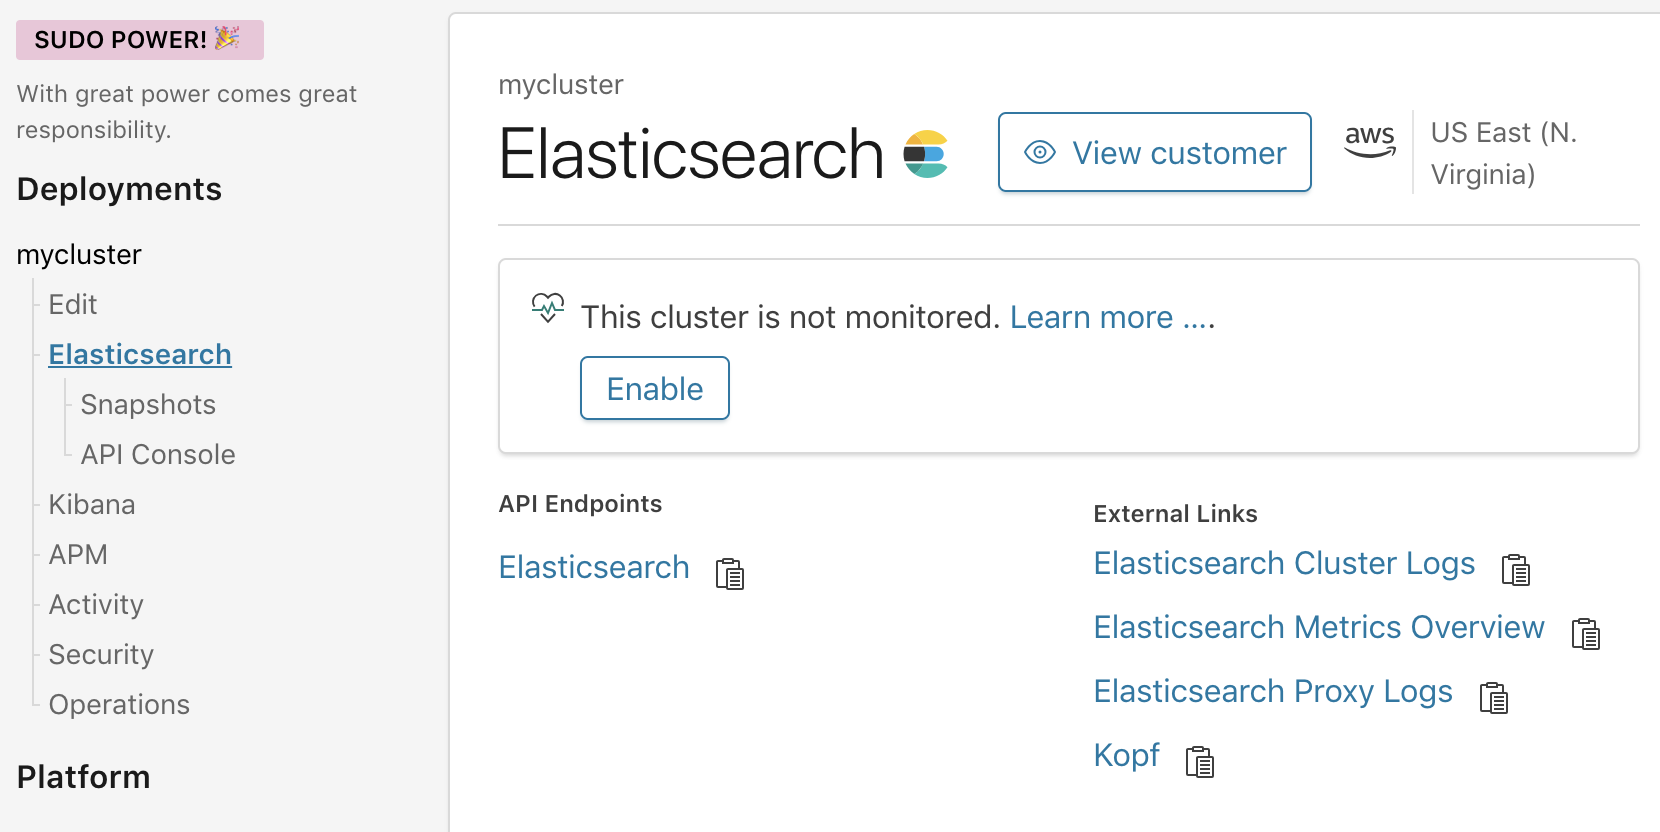 SUDO POWER! 🎉
With great power comes great
responsibility.
Deployments
mycluster
Edit
Elasticsearch
Snapshots
API Console
Kibana
APM
Activity
Security
Operations
Platform
mycluster
Elasticsearch
View customer
aws
US East (N.
Virginia)
This cluster is not monitored. Learn more ....
Enable
API Endpoints
Elasticsearch
External Links
Elasticsearch Cluster Logs
Elasticsearch Metrics Overview
Elasticsearch Proxy Logs
Kopf